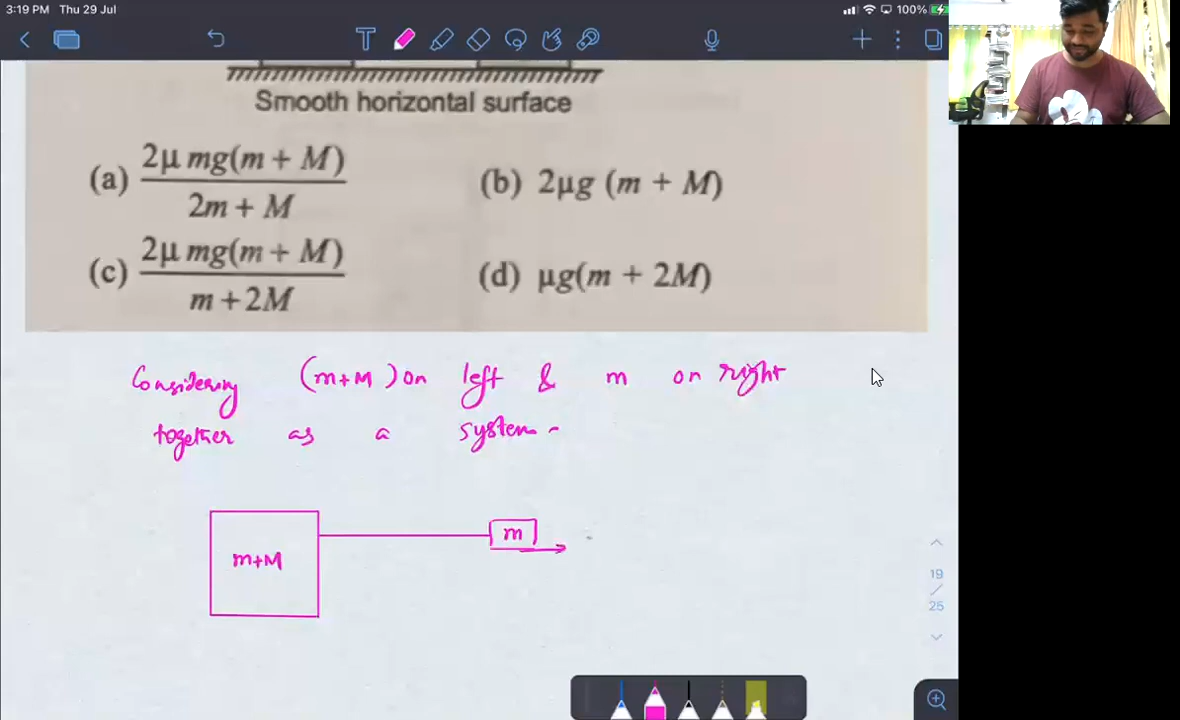 3:19 PM Thu 29 Jul
100%
Smooth horizontal surface
(a) 2μ mg(m + M) / 2m + M
(b) 2μg (m + M)
(c) 2μ mg(m + M) / m + 2M
(d) μg(m + 2M)
Considering (m+M) on left & m on right
together as a system -
m+M
m
19
/
25